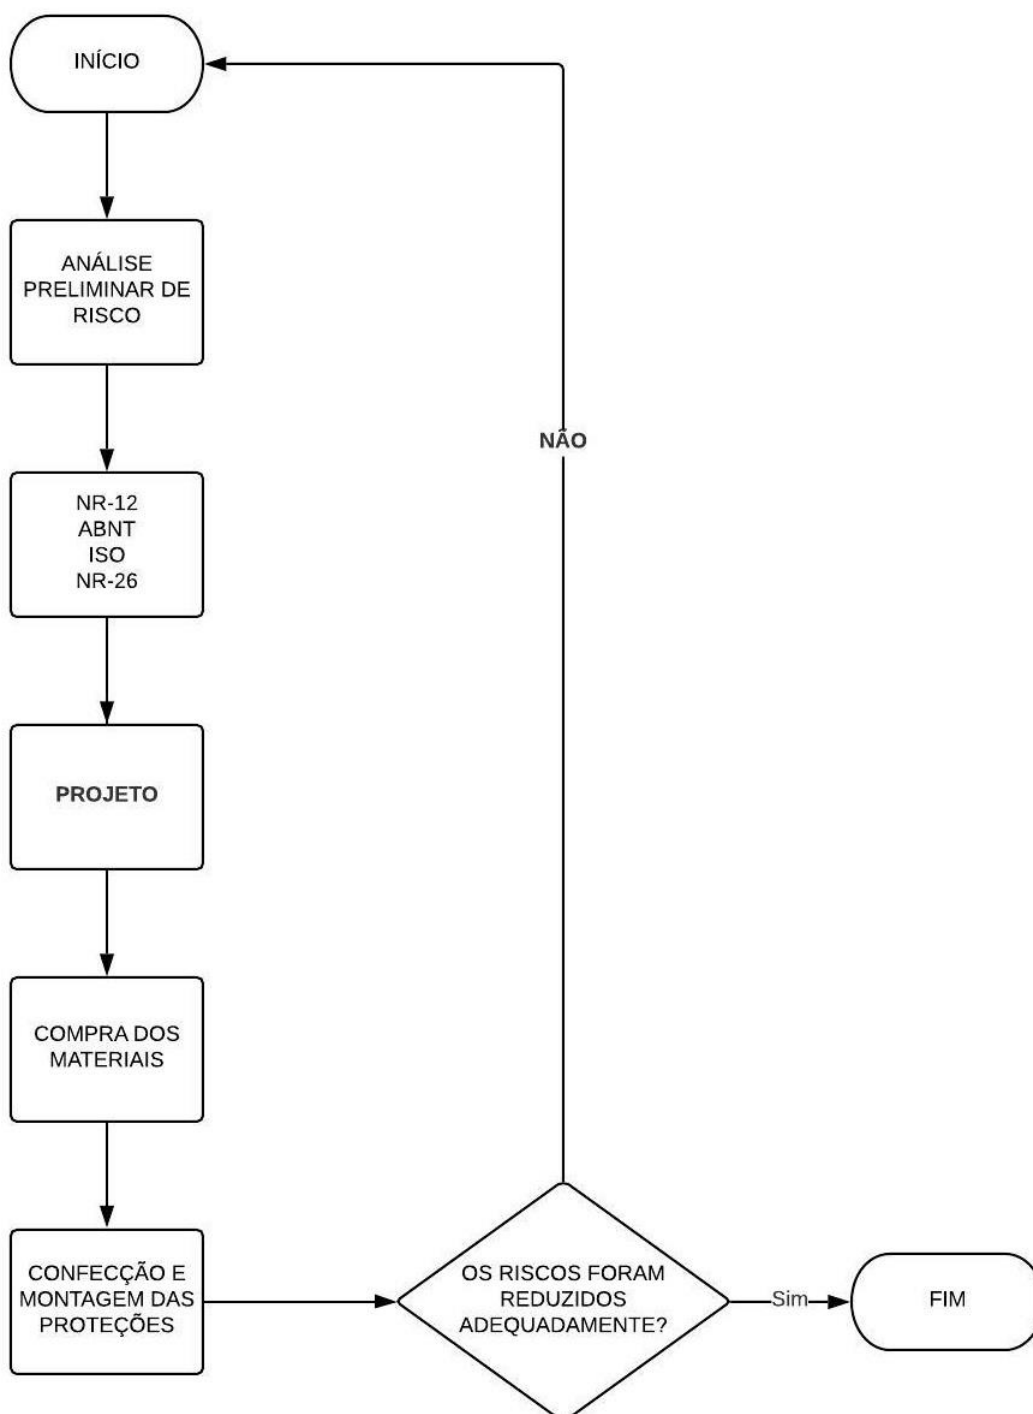 INÍCIO
ANÁLISE
PRELIMINAR DE
RISCO
NÃO
NR-12
ABNT
ISO
NR-26
PROJETO
COMPRA DOS
MATERIAIS
CONFECÇÃO E
MONTAGEM DAS
PROTEÇÕES
OS RISCOS FORAM
REDUZIDOS
ADEQUADAMENTE?
Sim
FIM